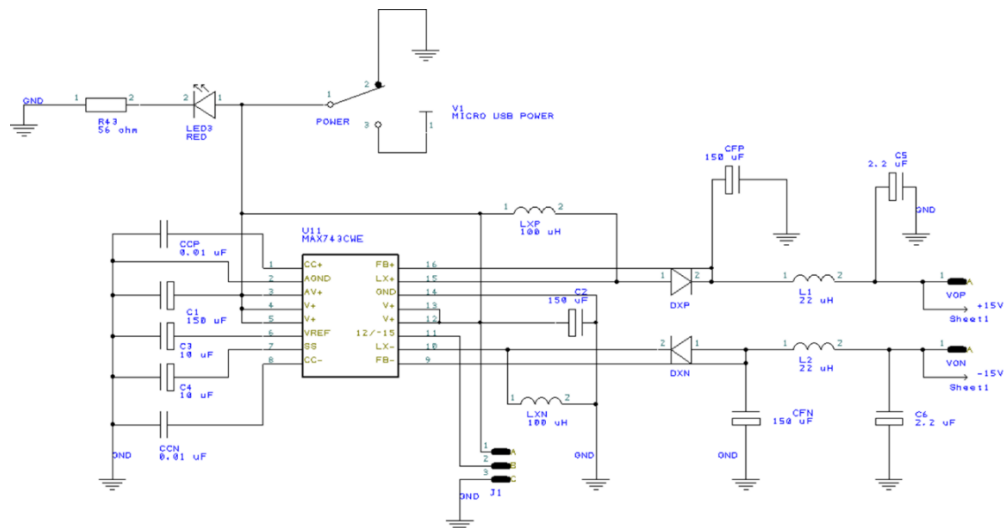 2
GND
1
2
2
1
1
R43
56 ohm
LED3
RED
POWER
3
1
V1
MICRO USB POWER
CFP
150 uF
C5
2.2 uF
GND
1
2
LXP
100 uH
U11
MAX743CWE
CCP
0.01 uF
1
CC+
FB+
16
2
AGND
LX+
15
3
AV+
GND
14
4
V+
V+
13
5
V+
V+
12
6
VREF
12/-15
11
7
SS
LX-
10
8
CC-
FB-
9
C1
150 uF
C3
10 uF
C4
10 uF
CCN
0.01 uF
GND
C2
150 uF
1
2
DXP
1
2
L1
22 uH
A
VOP
+15V
Sheet1
2
1
DXN
1
2
L2
22 uH
A
VON
-15V
Sheet1
1
2
LXN
100 uH
GND
CFN
150 uF
GND
C6
2.2 uF
1
A
2
B
3
C
GND
J1